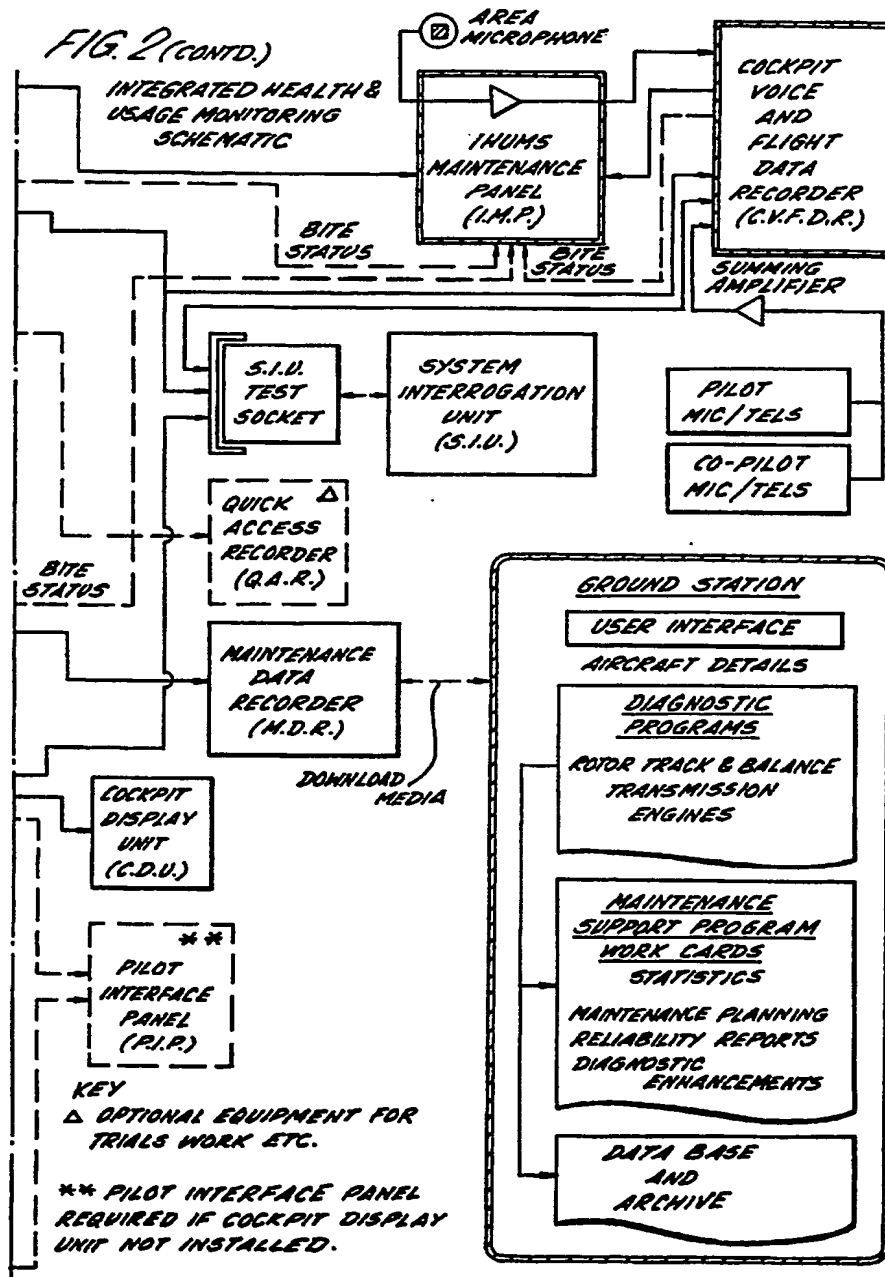 FIG. 2 (CONTD.)
INTEGRATED HEALTH &
USAGE MONITORING
SCHEMATIC
AREA
MICROPHONE
IHUMS
MAINTENANCE
PANEL
(I.M.P.)
COCKPIT
VOICE
AND
FLIGHT
DATA
RECORDER
(C.V.F.D.R.)
BITE
STATUS
BITE
STATUS
SUMMING
AMPLIFIER
S.I.U.
TEST
SOCKET
SYSTEM
INTERROGATION
UNIT
(S.I.U.)
PILOT
MIC/TELS
CO-PILOT
MIC/TELS
QUICK Δ
ACCESS
RECORDER
(Q.A.R.)
BITE
STATUS
MAINTENANCE
DATA
RECORDER
(M.D.R.)
DOWNLOAD
MEDIA
COCKPIT
DISPLAY
UNIT
(C.D.U.)
**
PILOT
INTERFACE
PANEL
(P.I.P.)
KEY
Δ OPTIONAL EQUIPMENT FOR
TRIALS WORK ETC.
** PILOT INTERFACE PANEL
REQUIRED IF COCKPIT DISPLAY
UNIT NOT INSTALLED.
GROUND STATION
USER INTERFACE
AIRCRAFT DETAILS
DIAGNOSTIC
PROGRAMS
ROTOR TRACK & BALANCE
TRANSMISSION
ENGINES
MAINTENANCE
SUPPORT PROGRAM
WORK CARDS
STATISTICS
MAINTENANCE PLANNING
RELIABILITY REPORTS
DIAGNOSTIC
ENHANCEMENTS
DATA BASE
AND
ARCHIVE